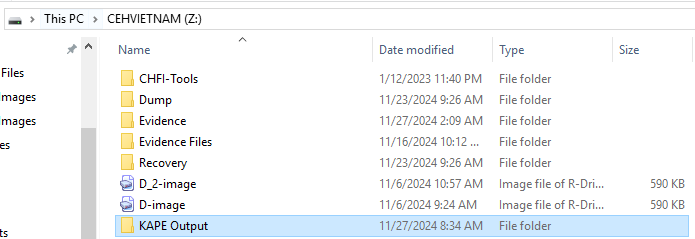 This PC > CEHVIETNAM (Z:)
Name Date modified Type Size
Files
images
images
es
ts
CHFI-Tools 1/12/2023 11:40 PM File folder
Dump 11/23/2024 9:26 AM File folder
Evidence 11/27/2024 2:09 AM File folder
Evidence Files 11/16/2024 10:12 ... File folder
Recovery 11/23/2024 9:26 AM File folder
D_2-image 11/6/2024 10:57 AM Image file of R-Dri... 590 KB
D-image 11/6/2024 9:24 AM Image file of R-Dri... 590 KB
KAPE Output 11/27/2024 8:34 AM File folder